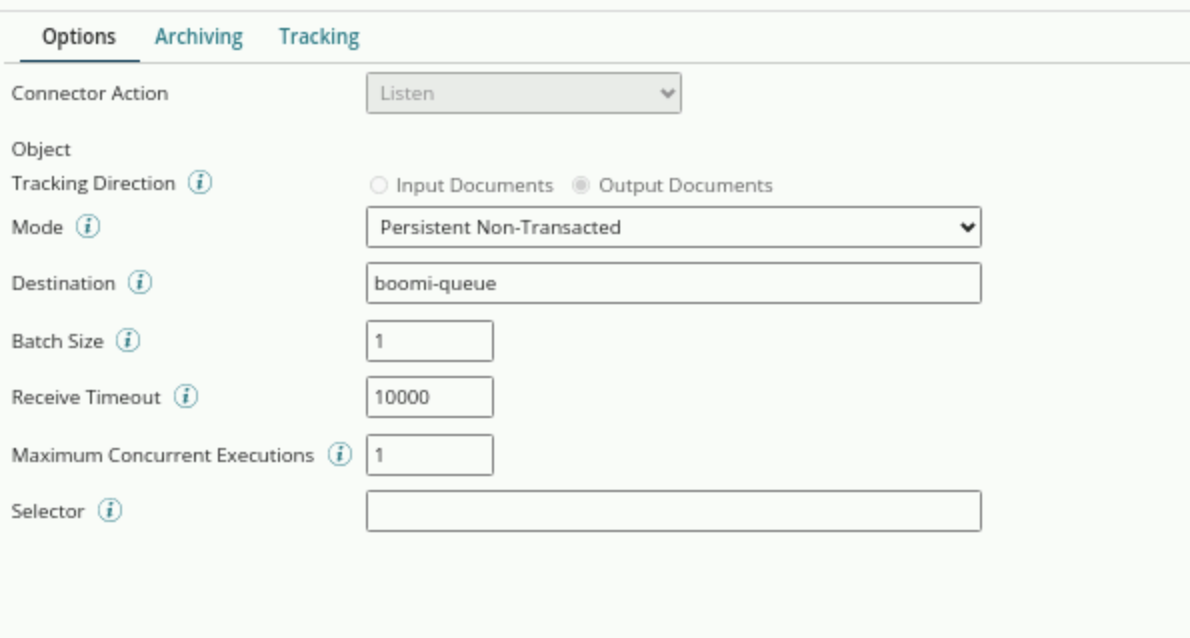 Options Archiving Tracking
Connector Action Listen
Object
Tracking Direction i Input Documents Output Documents
Mode i Persistent Non-Transacted
Destination i boomi-queue
Batch Size i 1
Receive Timeout i 10000
Maximum Concurrent Executions i 1
Selector i